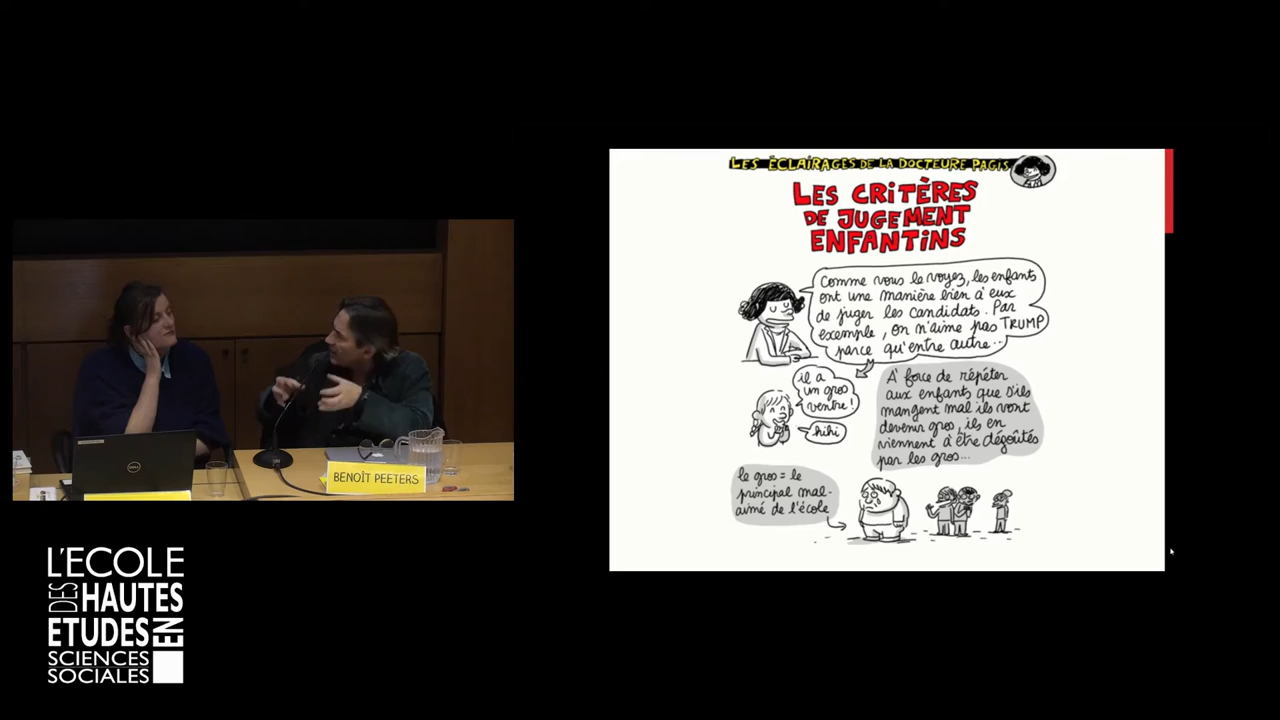 LES ÉCLAIRAGES DE LA DOCTEURE PAGIS
LES CRITÈRES
DE JUGEMENT
ENFANTINS
Comme vous le voyez, les enfants
ont une manière bien à eux
de juger les candidats. Par
exemple, on n'aime pas TRUMP
parce qu'entre autre...
il a
un gros
ventre!
hihi
À force de répéter
aux enfants que s'ils
mangent mal ils vont
devenir gros, ils en
viennent à être dégoûtés
par les gros...
le gros = le
principal mal-
aimé de l'école
DELL
BENOÎT PEETERS
L'ECOLE
DES HAUTES
ETUDES EN
SCIENCES
SOCIALES